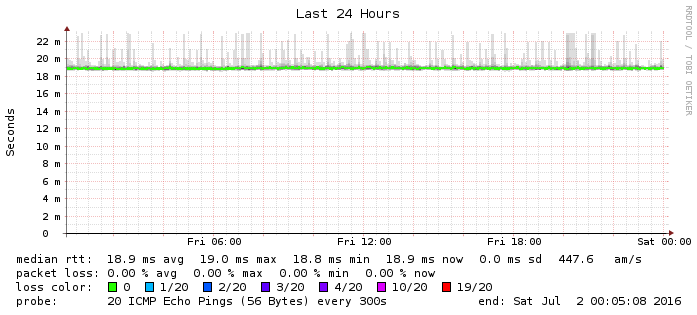 Last 24 Hours
RRDTOOL / TOBI OETIKER
Seconds
22 m
20 m
18 m
16 m
14 m
12 m
10 m
8 m
6 m
4 m
2 m
0
Fri 06:00 Fri 12:00 Fri 18:00 Sat 00:00
median rtt: 18.9 ms avg 19.0 ms max 18.8 ms min 18.9 ms now 0.0 ms sd 447.6 am/s
packet loss: 0.00 % avg 0.00 % max 0.00 % min 0.00 % now
loss color: 0 1/20 2/20 3/20 4/20 10/20 19/20
probe: 20 ICMP Echo Pings (56 Bytes) every 300s end: Sat Jul 2 00:05:08 2016